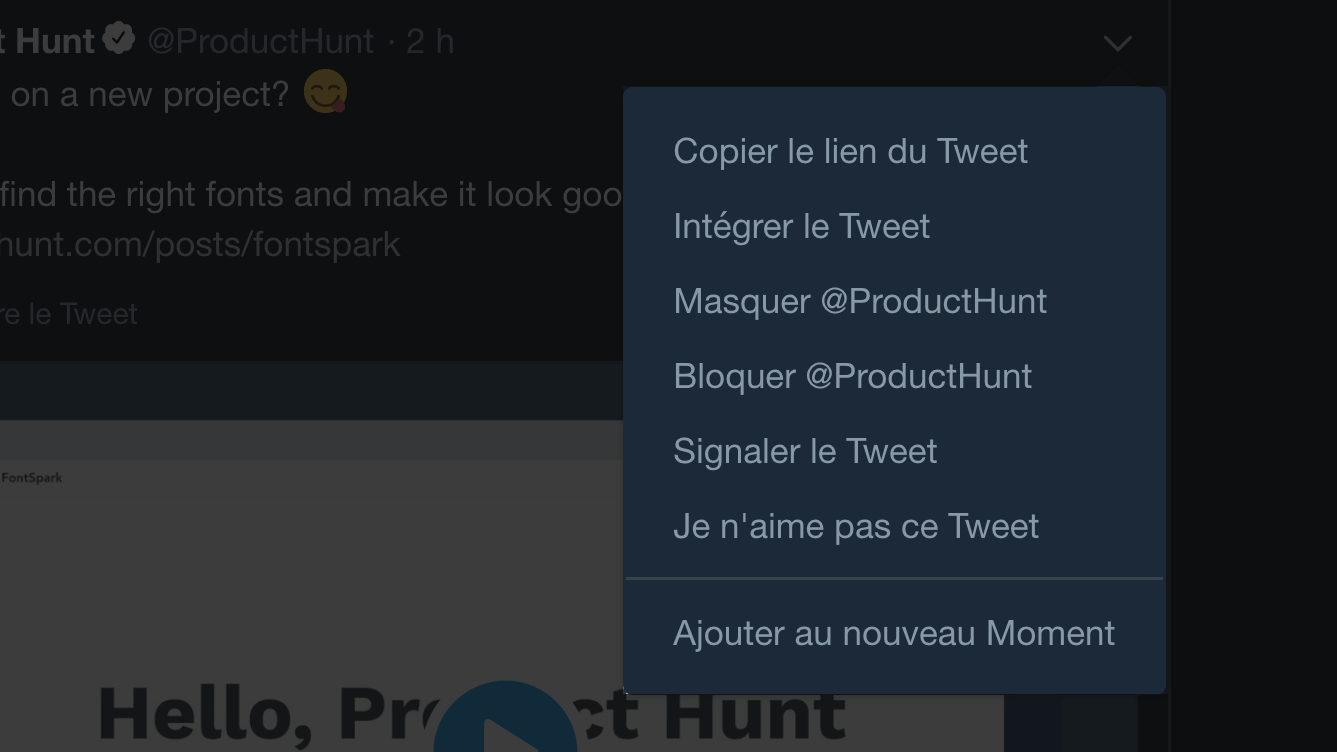 t Hunt @ProductHunt · 2 h
on a new project? 😋
find the right fonts and make it look goo
hunt.com/posts/fontspark
re le Tweet
Copier le lien du Tweet
Intégrer le Tweet
Masquer @ProductHunt
Bloquer @ProductHunt
Signaler le Tweet
Je n'aime pas ce Tweet
Ajouter au nouveau Moment
FontSpark
Hello, Pr ct Hunt